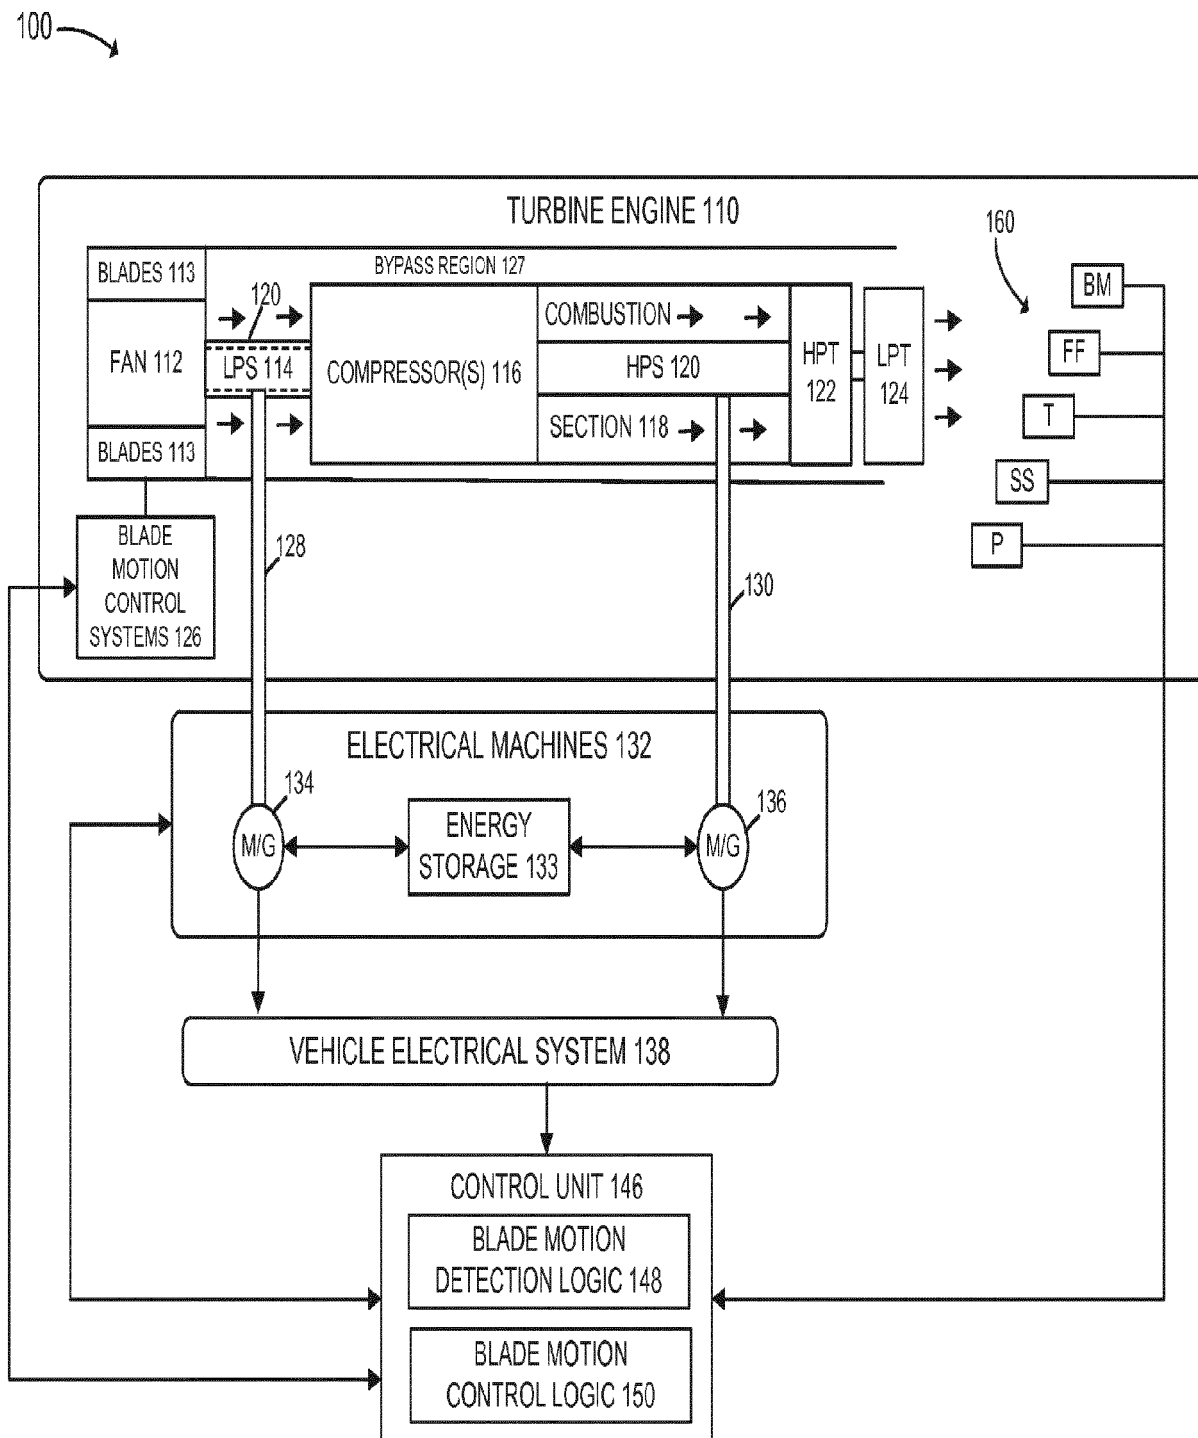 100
TURBINE ENGINE 110
160
BLADES 113
BYPASS REGION 127
BM
120
COMBUSTION
FAN 112
LPS 114
COMPRESSOR(S) 116
HPS 120
HPT
122
LPT
124
FF
T
BLADES 113
SECTION 118
SS
P
BLADE
MOTION
CONTROL
SYSTEMS 126
128
130
ELECTRICAL MACHINES 132
134
136
M/G
ENERGY
STORAGE 133
M/G
VEHICLE ELECTRICAL SYSTEM 138
CONTROL UNIT 146
BLADE MOTION
DETECTION LOGIC 148
BLADE MOTION
CONTROL LOGIC 150